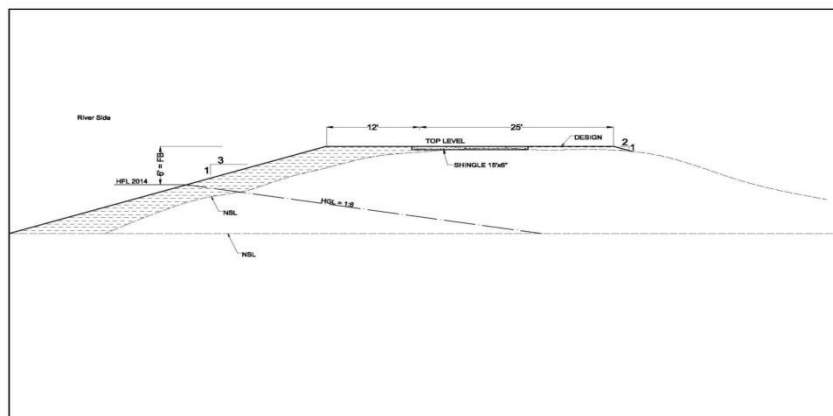 River Side
12'
25'
TOP LEVEL
DESIGN
2
1
SHINGLE 15'x6"
3
1
6' = FB
HFL 2014
NSL
HGL = 1:6
NSL